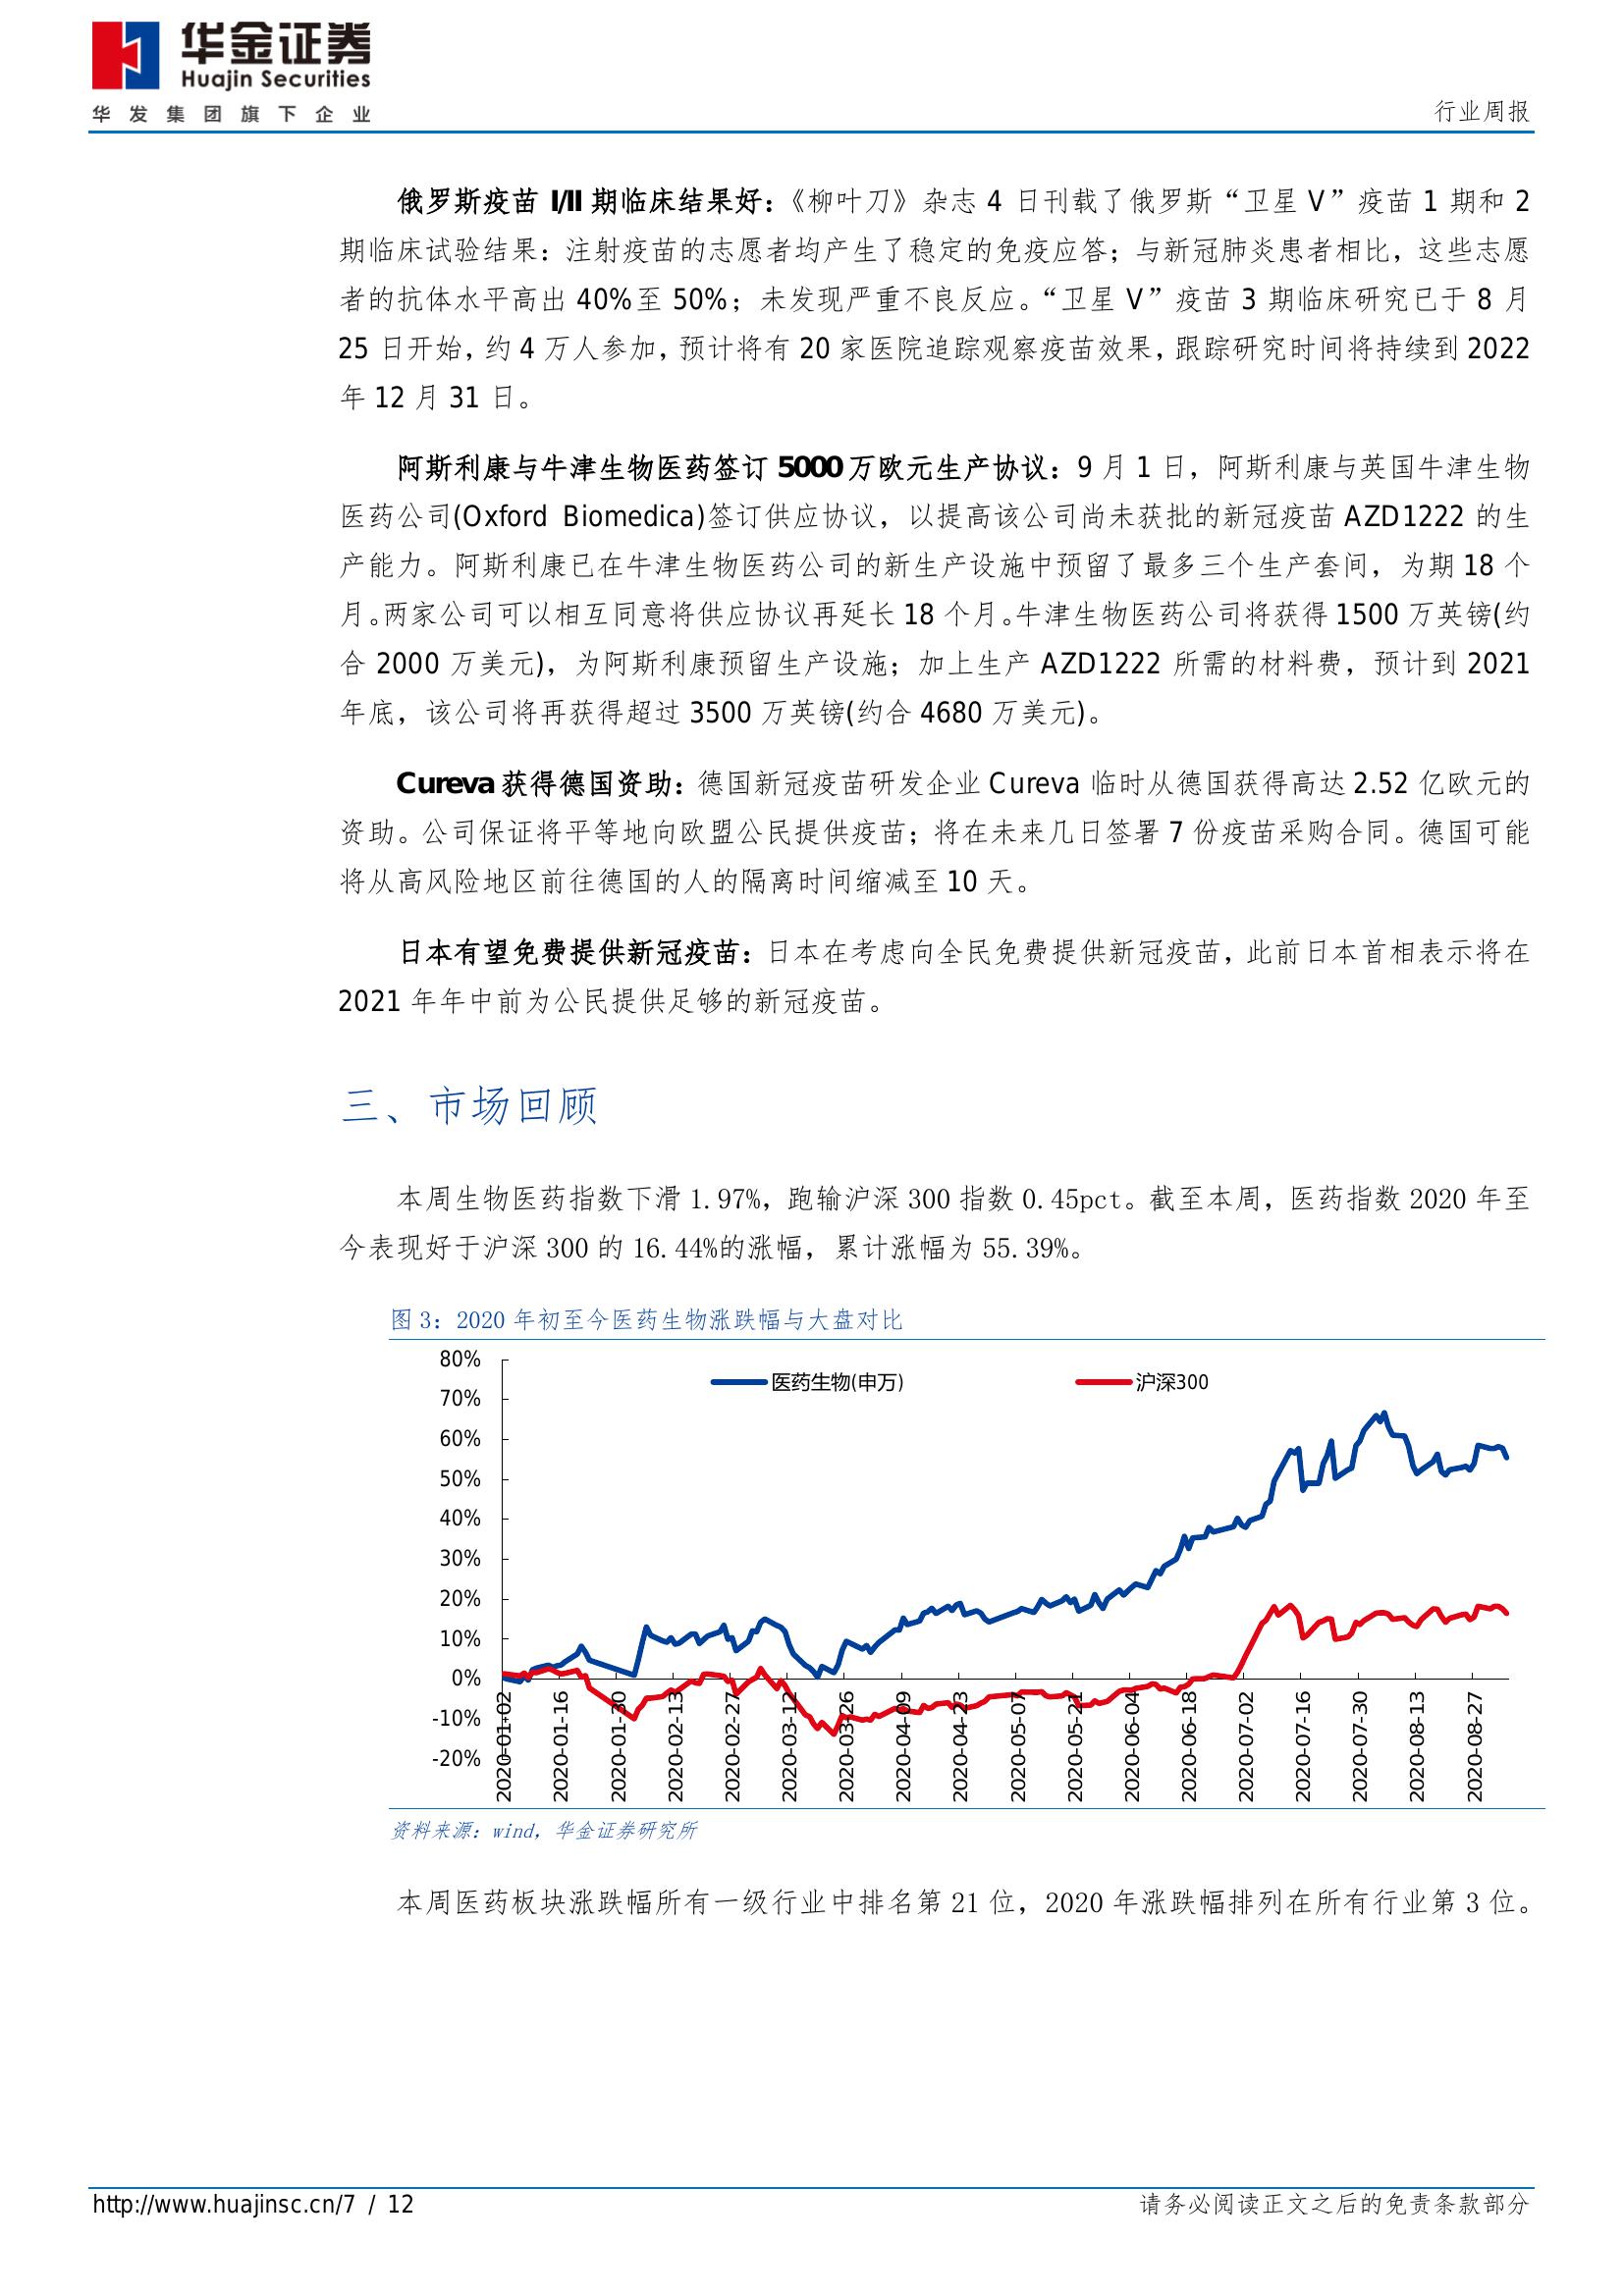 华金证券
Huajin Securities
华发集团旗下企业
行业周报
俄罗斯疫苗 I/II 期临床结果好：《柳叶刀》杂志 4 日刊载了俄罗斯“卫星 V”疫苗 1 期和 2
期临床试验结果：注射疫苗的志愿者均产生了稳定的免疫应答；与新冠肺炎患者相比，这些志愿
者的抗体水平高出 40%至 50%；未发现严重不良反应。“卫星 V”疫苗 3 期临床研究已于 8 月
25 日开始，约 4 万人参加，预计将有 20 家医院追踪观察疫苗效果，跟踪研究时间将持续到 2022
年 12 月 31 日。
阿斯利康与牛津生物医药签订 5000 万欧元生产协议：9 月 1 日，阿斯利康与英国牛津生物
医药公司(Oxford Biomedica)签订供应协议，以提高该公司尚未获批的新冠疫苗 AZD1222 的生
产能力。阿斯利康已在牛津生物医药公司的新生产设施中预留了最多三个生产套间，为期 18 个
月。两家公司可以相互同意将供应协议再延长 18 个月。牛津生物医药公司将获得 1500 万英镑(约
合 2000 万美元)，为阿斯利康预留生产设施；加上生产 AZD1222 所需的材料费，预计到 2021
年底，该公司将再获得超过 3500 万英镑(约合 4680 万美元)。
Cureva 获得德国资助：德国新冠疫苗研发企业 Cureva 临时从德国获得高达 2.52 亿欧元的
资助。公司保证将平等地向欧盟公民提供疫苗；将在未来几日签署 7 份疫苗采购合同。德国可能
将从高风险地区前往德国的人的隔离时间缩减至 10 天。
日本有望免费提供新冠疫苗：日本在考虑向全民免费提供新冠疫苗，此前日本首相表示将在
2021 年年中前为公民提供足够的新冠疫苗。
三、市场回顾
本周生物医药指数下滑 1.97%，跑输沪深 300 指数 0.45pct。截至本周，医药指数 2020 年至
今表现好于沪深 300 的 16.44%的涨幅，累计涨幅为 55.39%。
图 3：2020 年初至今医药生物涨跌幅与大盘对比
医药生物(申万)
沪深300
80%
70%
60%
50%
40%
30%
20%
10%
0%
-10%
-20%
2020-01-02
2020-01-16
2020-01-30
2020-02-13
2020-02-27
2020-03-12
2020-03-26
2020-04-09
2020-04-23
2020-05-07
2020-05-21
2020-06-04
2020-06-18
2020-07-02
2020-07-16
2020-07-30
2020-08-13
2020-08-27
资料来源：wind，华金证券研究所
本周医药板块涨跌幅所有一级行业中排名第 21 位，2020 年涨跌幅排列在所有行业第 3 位。
http://www.huajinsc.cn/7 / 12
请务必阅读正文之后的免责条款部分